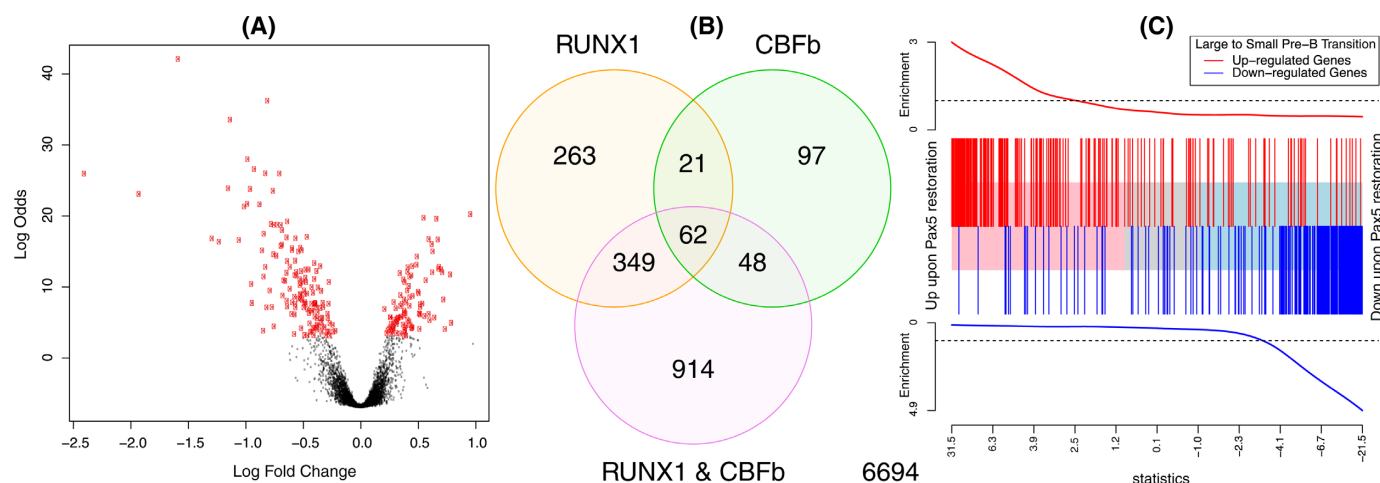 (A)
Log Odds
40
30
20
10
0
−2.5 −2.0 −1.5 −1.0 −0.5 0.0 0.5 1.0
Log Fold Change
(B)
RUNX1 CBFb
263 21 97
62
349 48
914
RUNX1 & CBFb 6694
(C)
Large to Small Pre−B Transition
Up−regulated Genes
Down−regulated Genes
Enrichment
3
0
Up upon Pax5 restoration
Down upon Pax5 restoration
Enrichment
0
4.9
31.5 6.3 3.9 2.5 1.2 0.1 −1.0 −2.3 −4.1 −6.7 −21.5
statistics